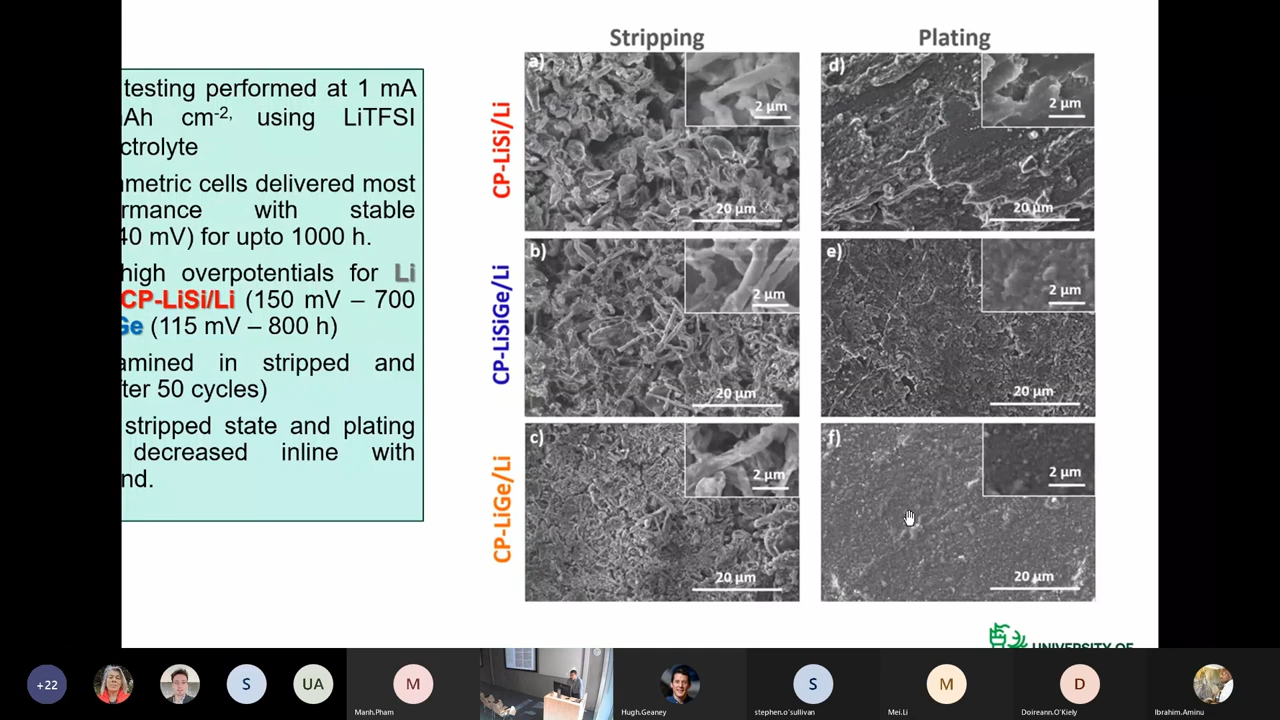 testing performed at 1 mA
Ah cm-2, using LiTFSI
ctrolyte
mmetric cells delivered most
rmance with stable
40 mV) for upto 1000 h.
high overpotentials for Li
CP-LiSi/Li (150 mV – 700
Ge (115 mV – 800 h)
amined in stripped and
fter 50 cycles)
stripped state and plating
decreased inline with
nd.
Stripping
Plating
CP-LiSi/Li
a)
2 µm
20 µm
d)
2 µm
20 µm
CP-LiSiGe/Li
b)
2 µm
20 µm
e)
2 µm
20 µm
CP-LiGe/Li
c)
2 µm
20 µm
f)
2 µm
20 µm
UNIVERSITY OF
+22
S
UA
M
Manh.Pham
Hugh.Geaney
S
stephen.o'sullivan
M
Mei.Li
D
Doireann.O'Kiely
Ibrahim.Aminu